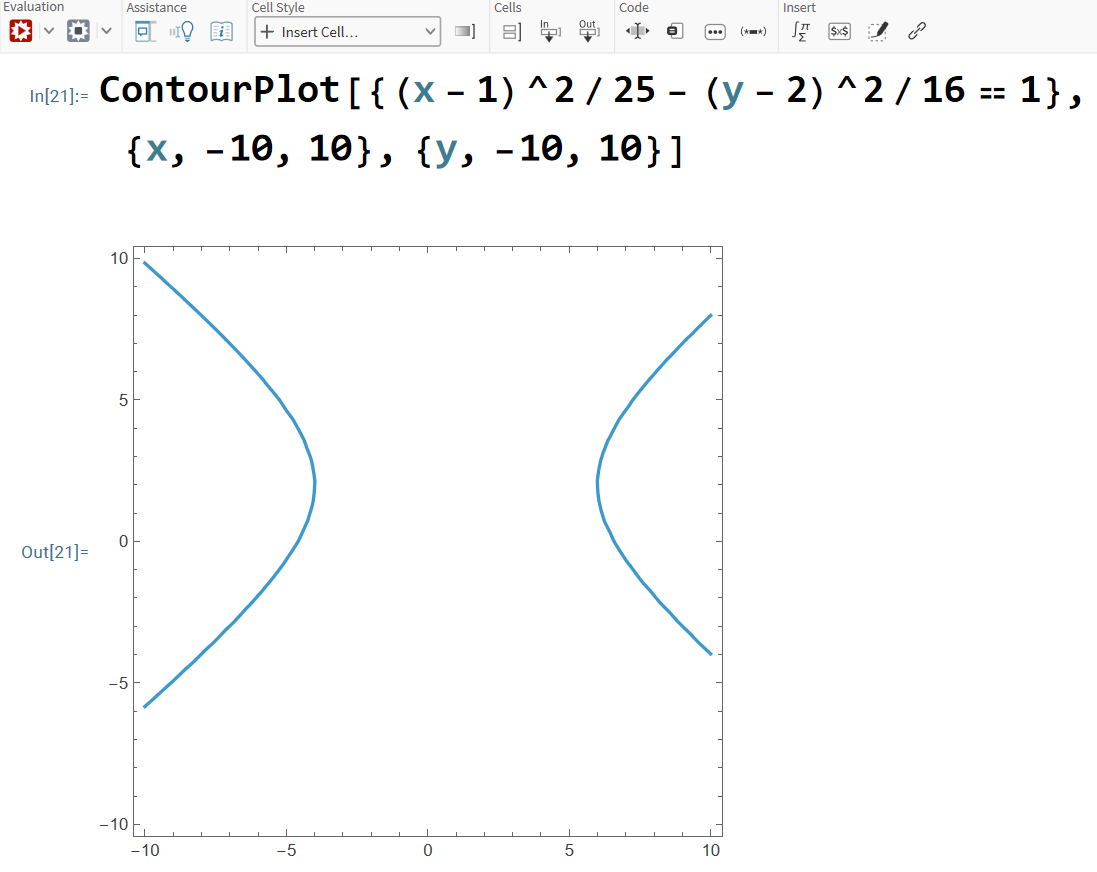 Evaluation Assistance Cell Style Cells Code Insert
Insert Cell... In Out $x$
In[21]:= ContourPlot[{(x - 1)^2/25 - (y - 2)^2/16 == 1},
{x, -10, 10}, {y, -10, 10}]
10
5
0
Out[21]=
-5
-10
-10 -5 0 5 10